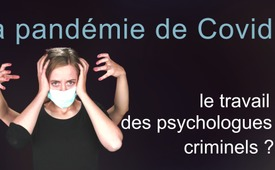 a pandémie de Covid
le travail
des psychologues
criminels ?